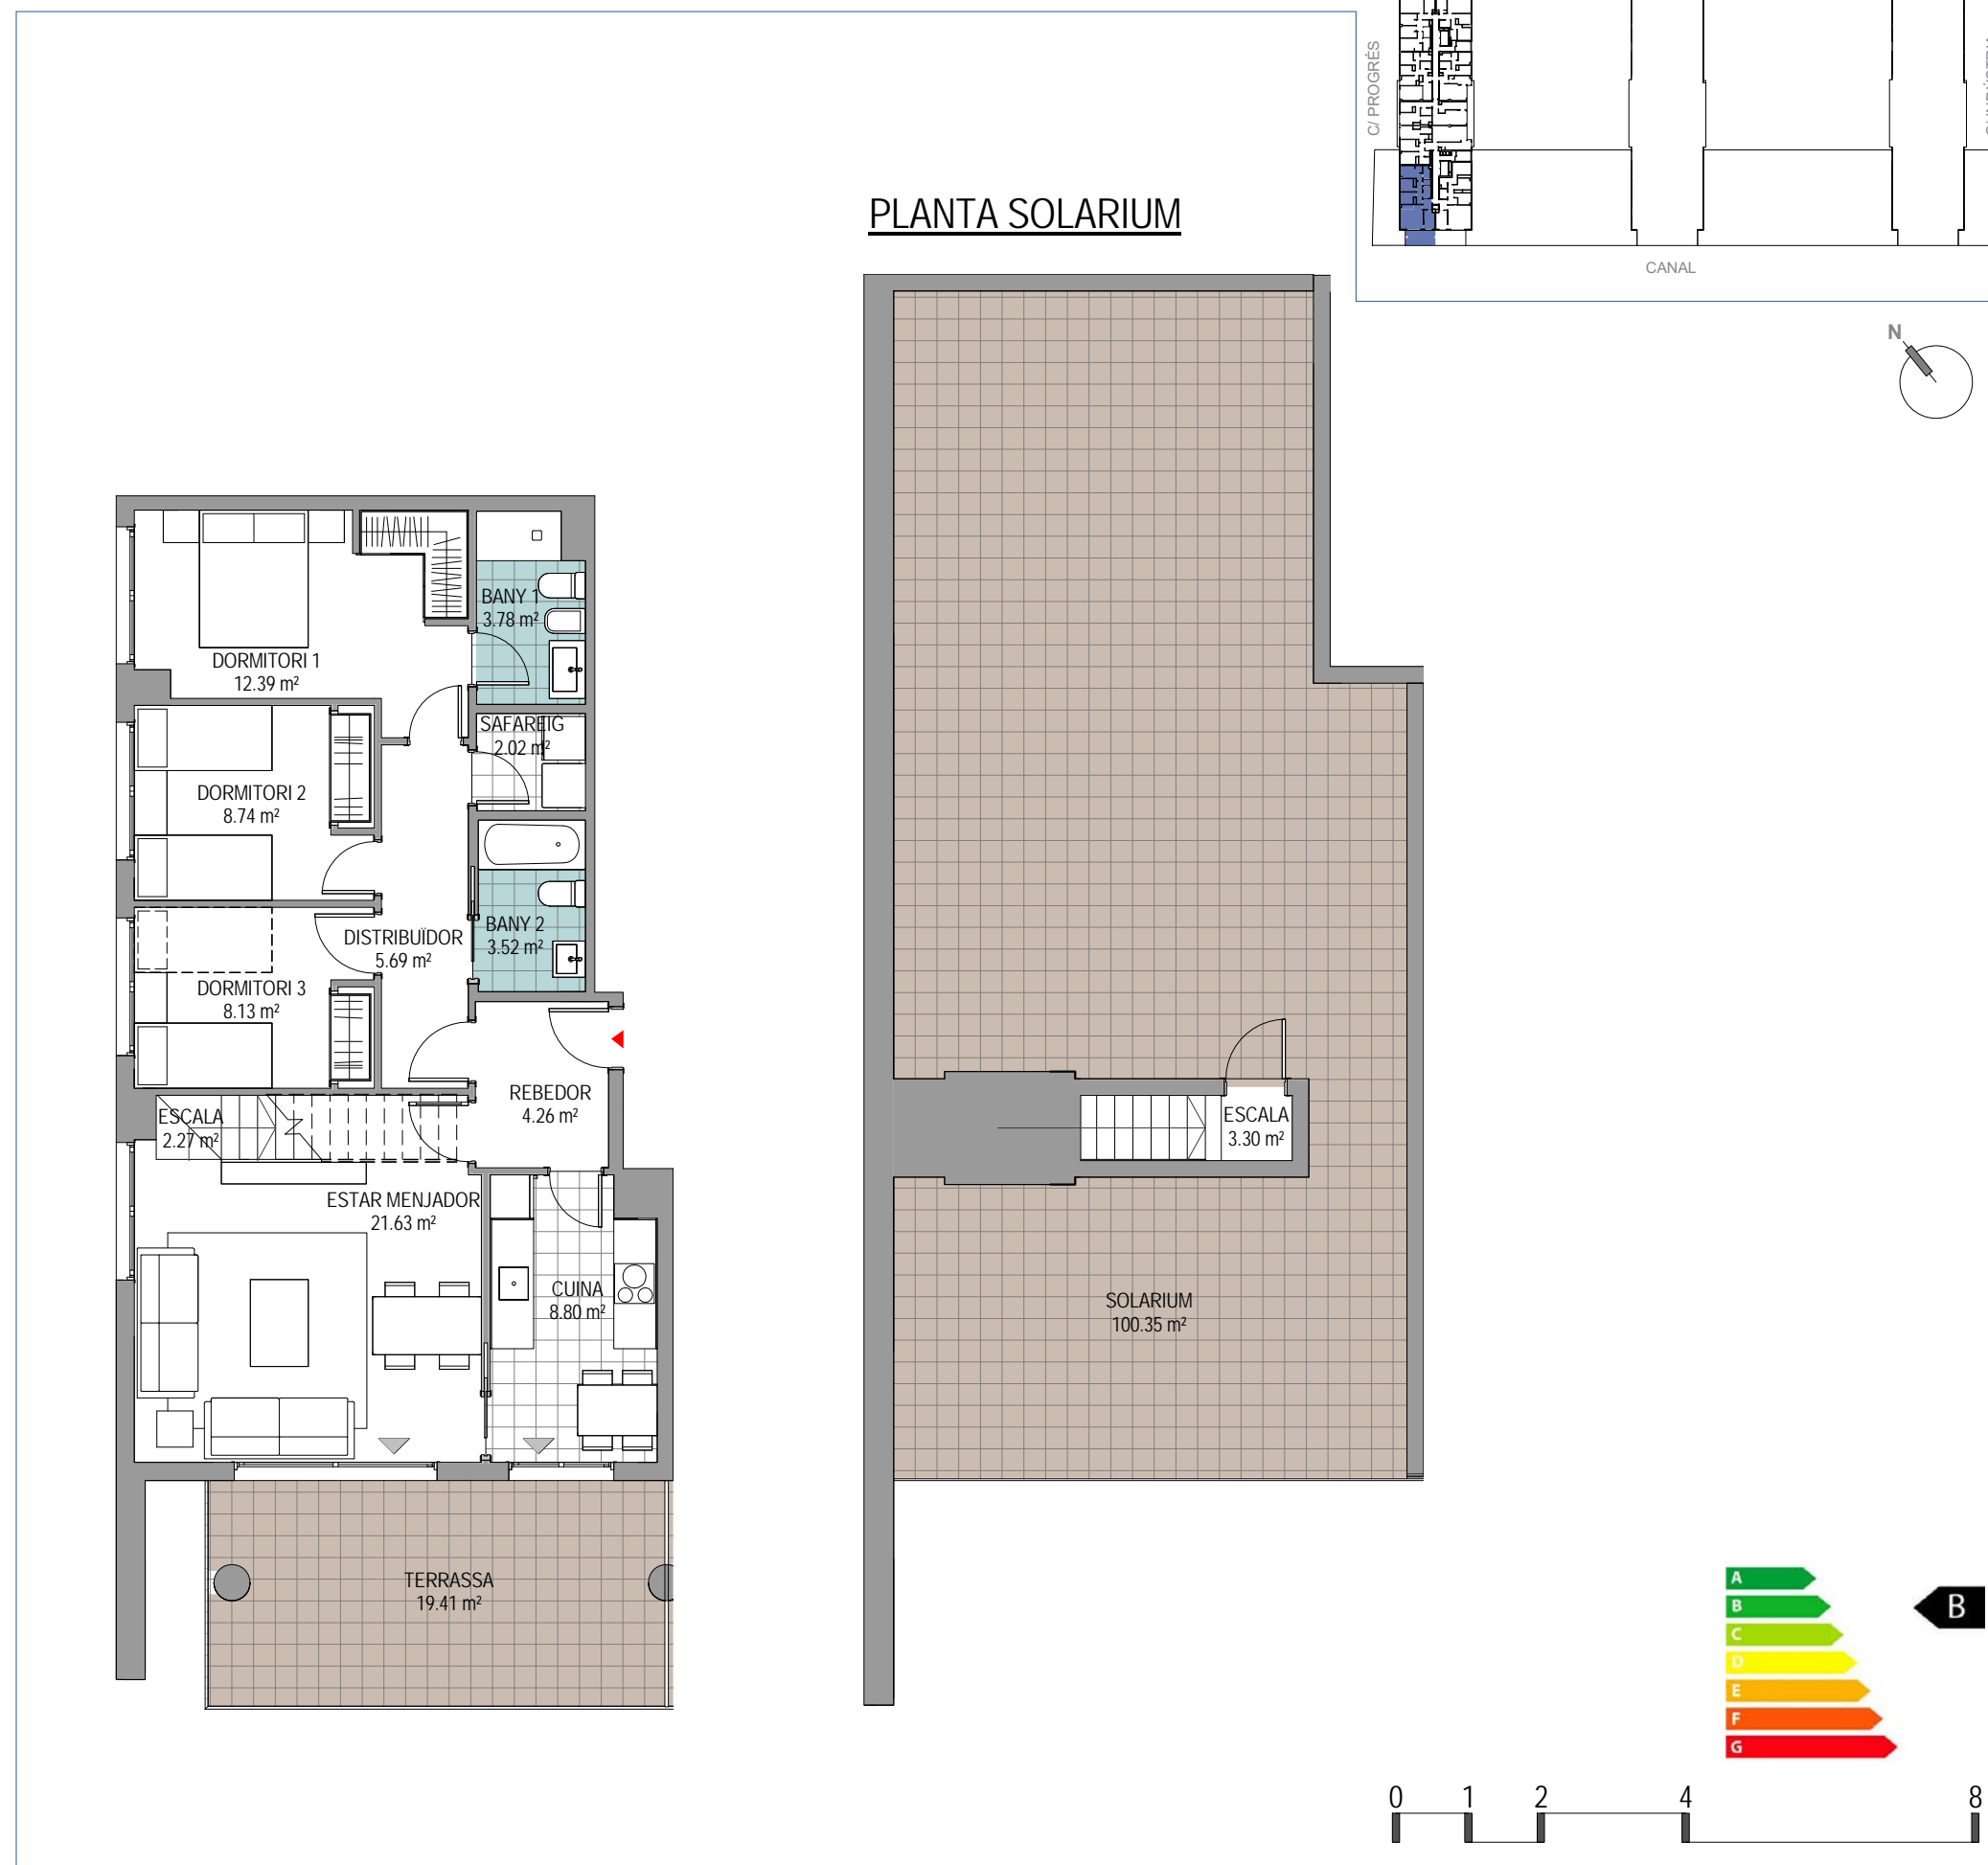 C/ PROGRÉS
CANAL
N
PLANTA SOLARIUM
BANY 1
3.78 m²
DORMITORI 1
12.39 m²
SAFAREIG
2.02 m²
DORMITORI 2
8.74 m²
BANY 2
3.52 m²
DISTRIBUÏDOR
5.69 m²
DORMITORI 3
8.13 m²
REBEDOR
4.26 m²
ESCALA
2.27 m²
ESTAR MENJADOR
21.63 m²
CUINA
8.80 m²
TERRASSA
19.41 m²
ESCALA
3.30 m²
SOLARIUM
100.35 m²
A
B
C
D
E
F
G
B
0 1 2 4 8